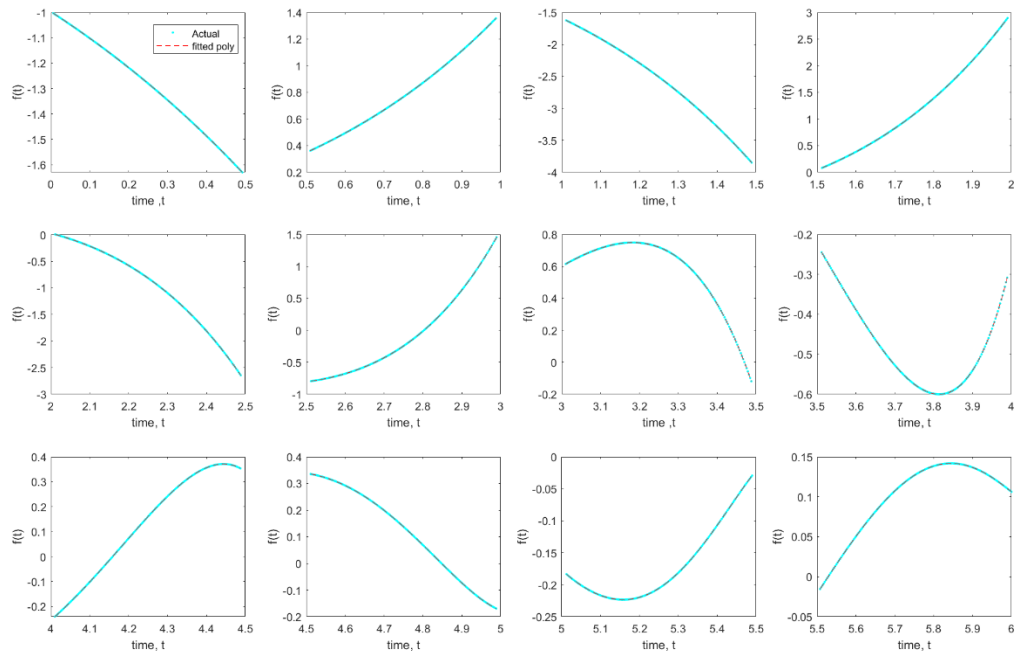 -1
-1.1
-1.2
-1.3
-1.4
-1.5
-1.6
f(t)
Actual
fitted poly
0 0.1 0.2 0.3 0.4 0.5
time ,t
1.4
1.2
1
0.8
0.6
0.4
0.2
f(t)
0.5 0.6 0.7 0.8 0.9 1
time, t
-1.5
-2
-2.5
-3
-3.5
-4
f(t)
1 1.1 1.2 1.3 1.4 1.5
time, t
3
2.5
2
1.5
1
0.5
0
f(t)
1.5 1.6 1.7 1.8 1.9 2
time, t
0
-0.5
-1
-1.5
-2
-2.5
-3
f(t)
2 2.1 2.2 2.3 2.4 2.5
time, t
1.5
1
0.5
0
-0.5
-1
f(t)
2.5 2.6 2.7 2.8 2.9 3
time, t
0.8
0.6
0.4
0.2
0
-0.2
f(t)
3 3.1 3.2 3.3 3.4 3.5
time ,t
-0.2
-0.3
-0.4
-0.5
-0.6
f(t)
3.5 3.6 3.7 3.8 3.9 4
time, t
0.4
0.3
0.2
0.1
0
-0.1
-0.2
f(t)
4 4.1 4.2 4.3 4.4 4.5
time, t
0.4
0.3
0.2
0.1
0
-0.1
-0.2
f(t)
4.5 4.6 4.7 4.8 4.9 5
time, t
0
-0.05
-0.1
-0.15
-0.2
-0.25
f(t)
5 5.1 5.2 5.3 5.4 5.5
time, t
0.15
0.1
0.05
0
-0.05
f(t)
5.5 5.6 5.7 5.8 5.9 6
time, t